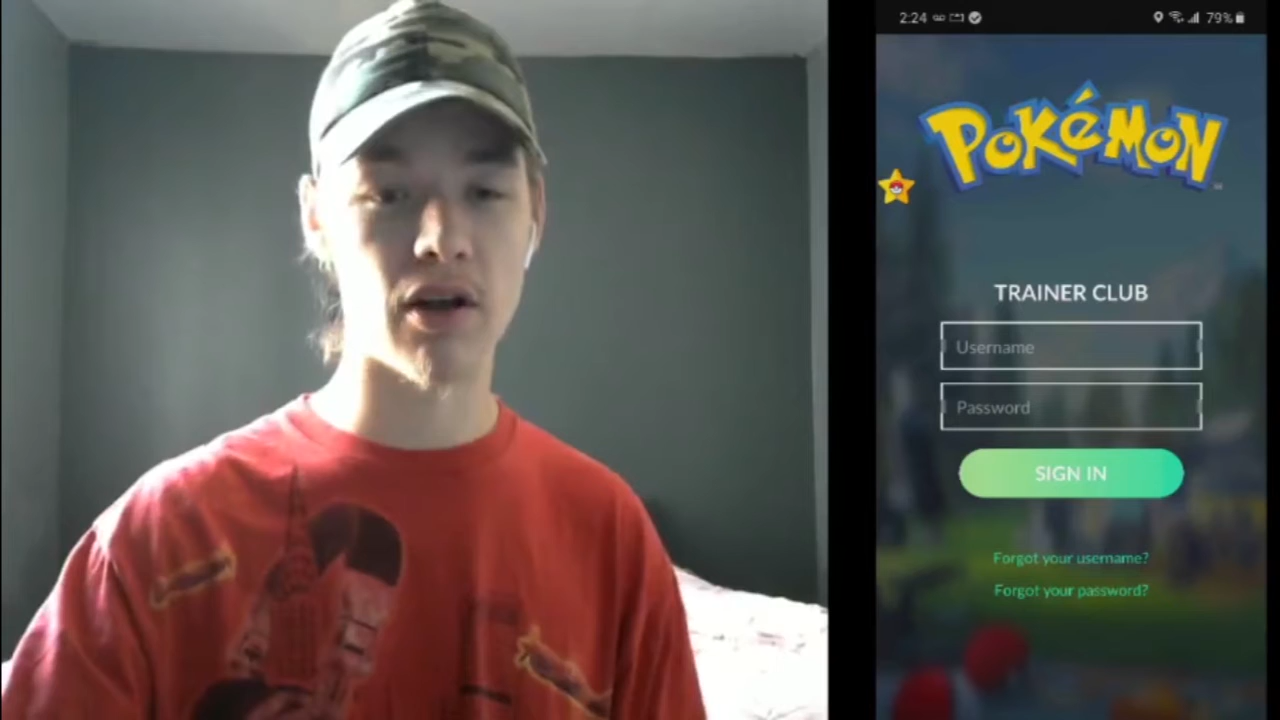 2:24
79%
POKéMON
TRAINER CLUB
Username
Password
SIGN IN
Forgot your username?
Forgot your password?